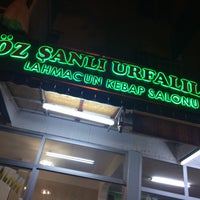 ÖZ ŞANLI URFALIL
LAHMACUN KEBAP SALONU